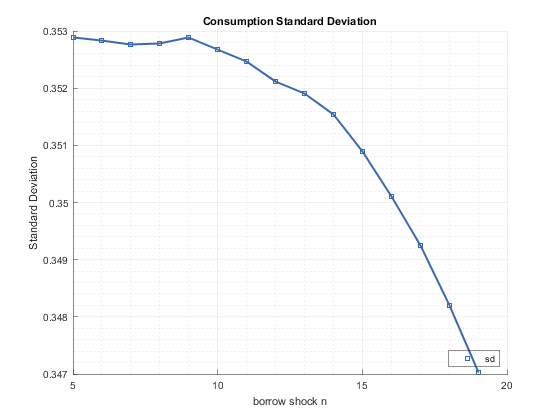 Consumption Standard Deviation
0.353
0.352
0.351
0.35
0.349
0.348
0.347
Standard Deviation
sd
5
10
15
20
borrow shock n